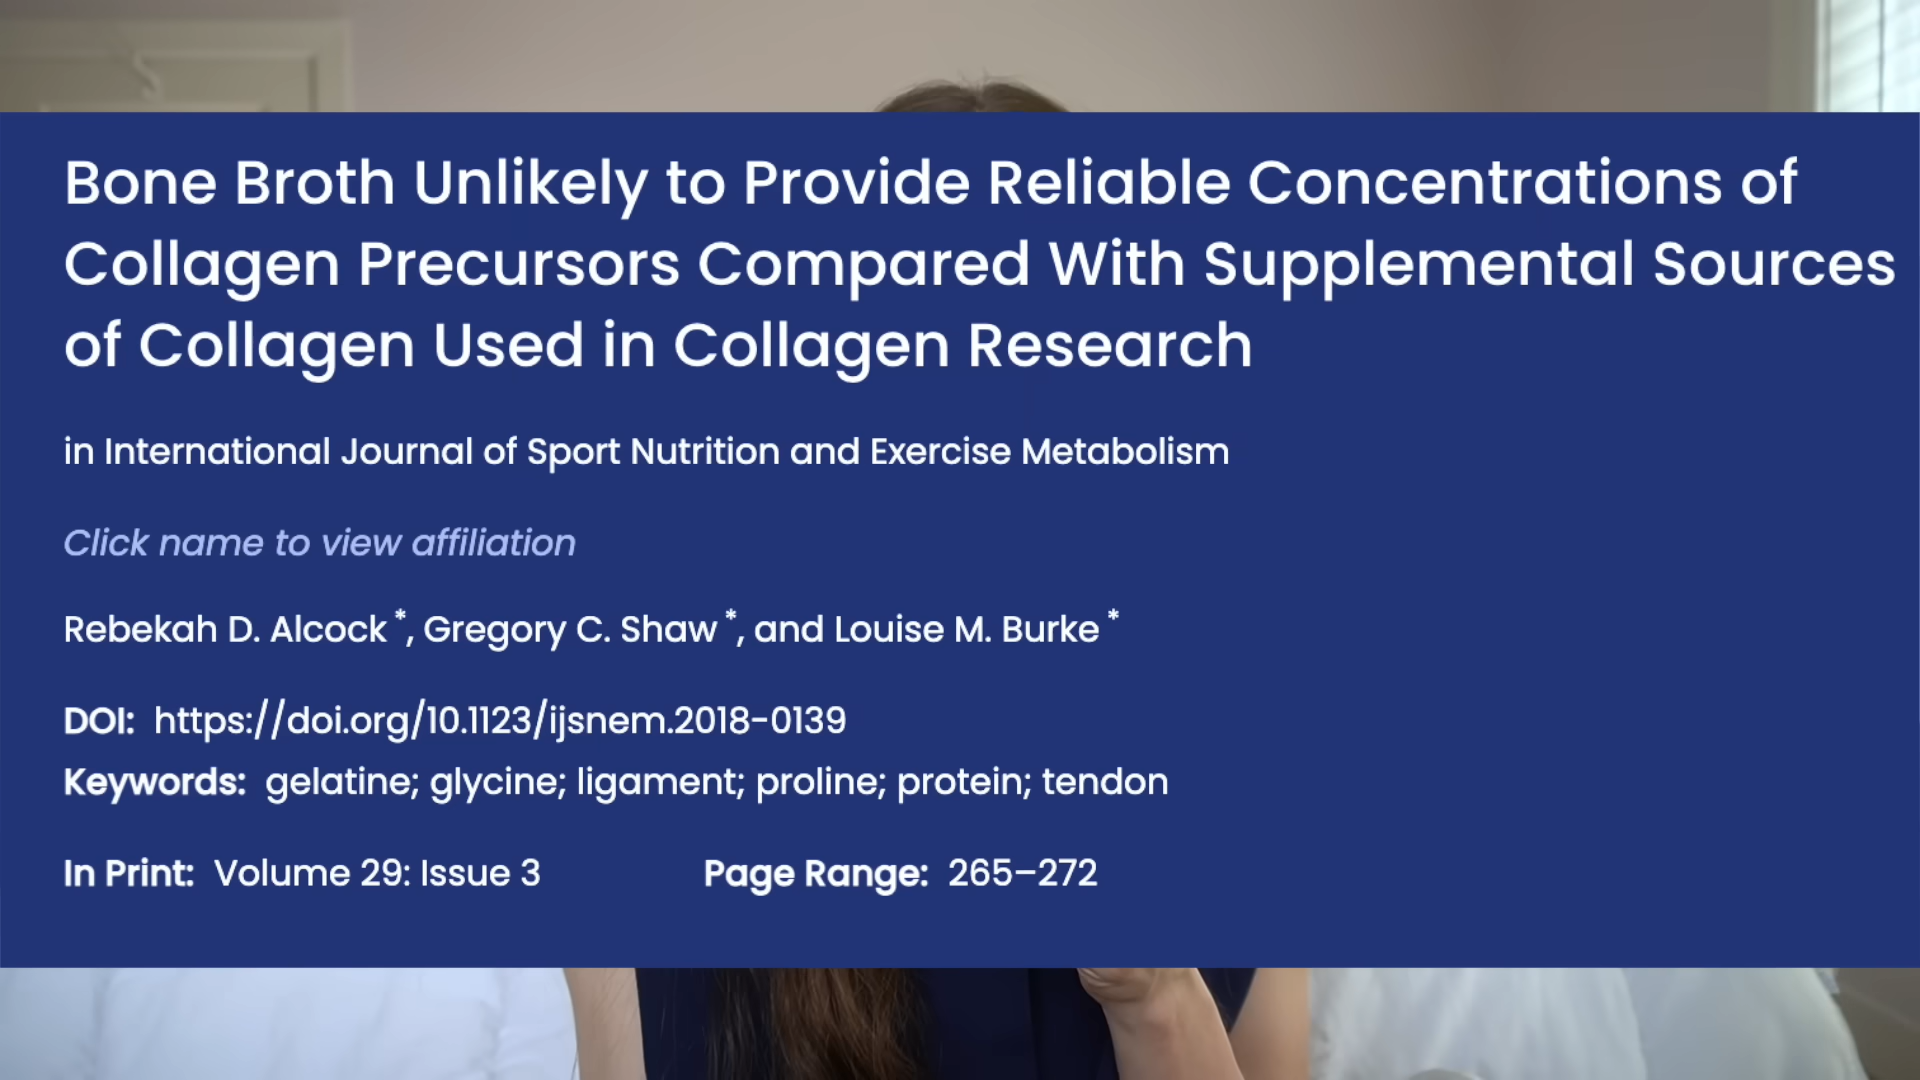 Bone Broth Unlikely to Provide Reliable Concentrations of
Collagen Precursors Compared With Supplemental Sources
of Collagen Used in Collagen Research
in International Journal of Sport Nutrition and Exercise Metabolism
Click name to view affiliation
Rebekah D. Alcock *, Gregory C. Shaw *, and Louise M. Burke *
DOI: https://doi.org/10.1123/ijsnem.2018-0139
Keywords: gelatine; glycine; ligament; proline; protein; tendon
In Print: Volume 29: Issue 3 Page Range: 265–272